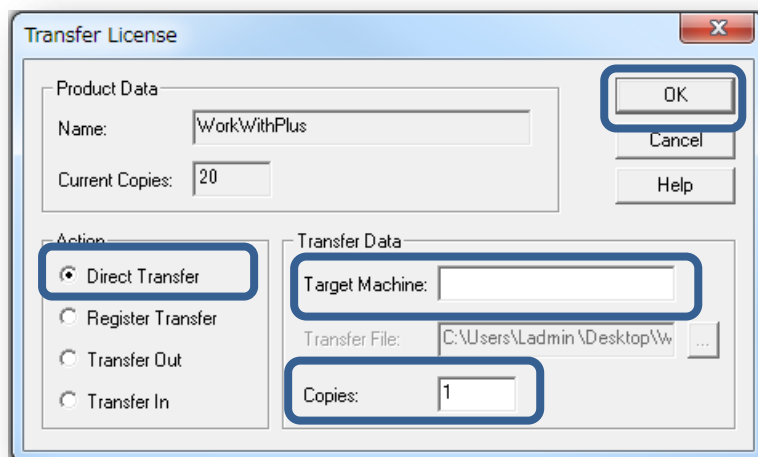 Transfer License
Product Data
Name: WorkWithPlus
Current Copies: 20
OK
Cancel
Help
Action
Direct Transfer
Register Transfer
Transfer Out
Transfer In
Transfer Data
Target Machine:
Transfer File: C:\Users\Ladmin\Desktop\\w ...
Copies: 1